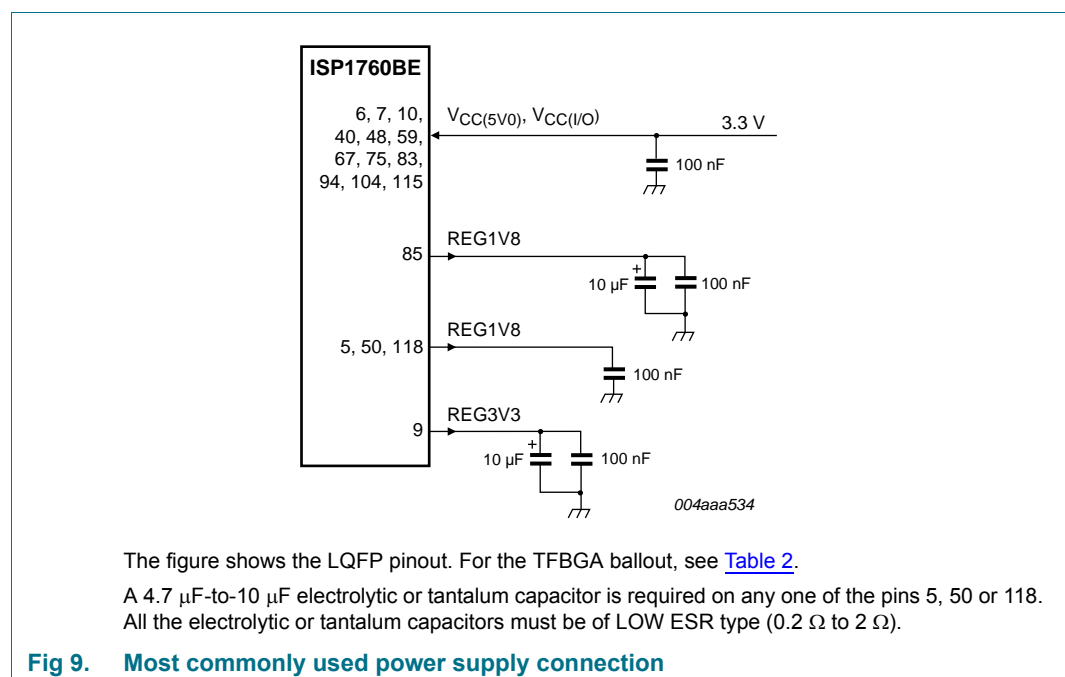 ISP1760BE
6, 7, 10,
40, 48, 59,
67, 75, 83,
94, 104, 115
VCC(5V0), VCC(I/O)
3.3 V
100 nF
85
REG1V8
+
10 µF
100 nF
5, 50, 118
REG1V8
100 nF
9
REG3V3
+
10 µF
100 nF
004aaa534
The figure shows the LQFP pinout. For the TFBGA ballout, see Table 2.
A 4.7 µF-to-10 µF electrolytic or tantalum capacitor is required on any one of the pins 5, 50 or 118.
All the electrolytic or tantalum capacitors must be of LOW ESR type (0.2 Ω to 2 Ω).
Fig 9. Most commonly used power supply connection